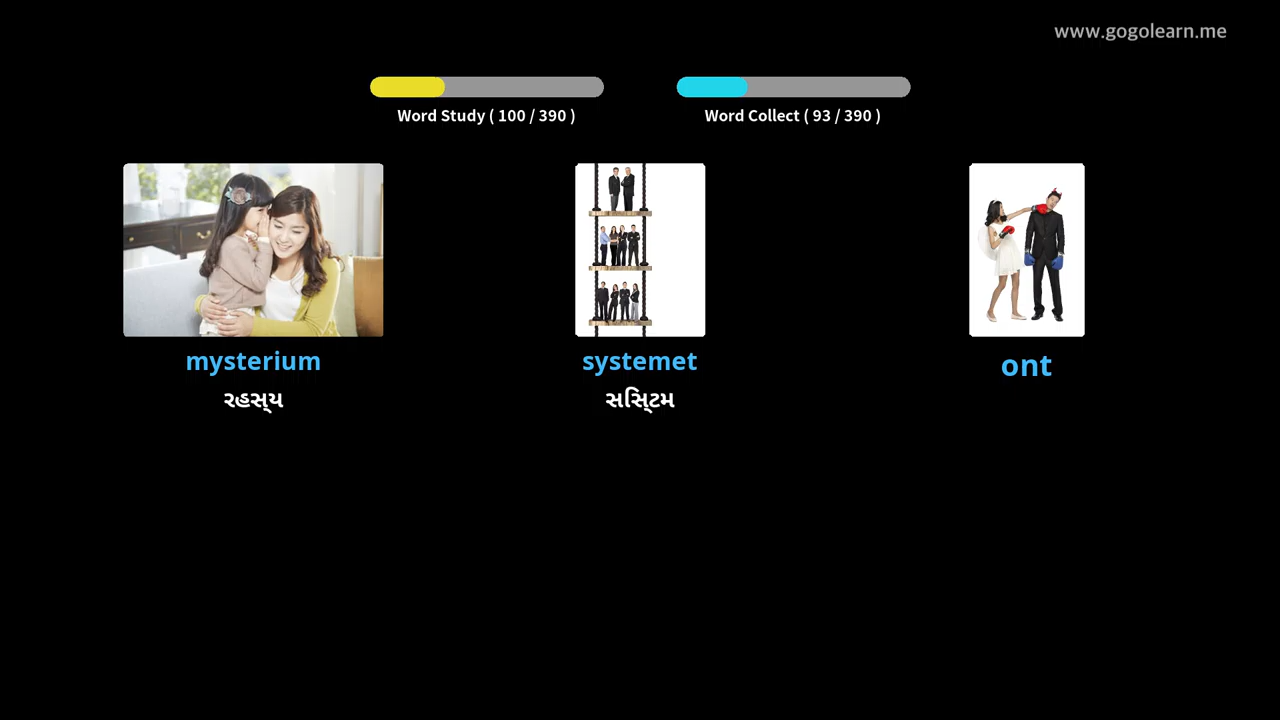 www.gogolearn.me
Word Study ( 100 / 390 )
Word Collect ( 93 / 390 )
mysterium
systemet
ont
રહસ્ય
સિસ્ટમ